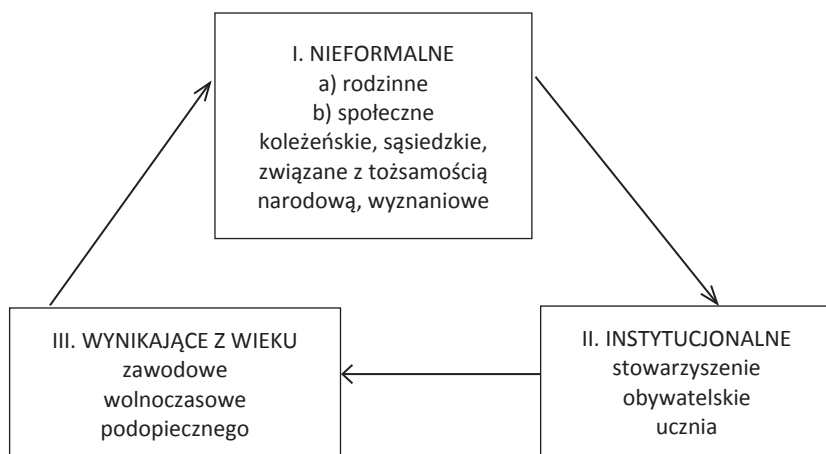 I. NIEFORMALNE
a) rodzinne
b) społeczne
koleżeńskie, sąsiedzkie,
związane z tożsamością
narodową, wyznaniowe
III. WYNIKAJĄCE Z WIEKU
zawodowe
wolnoczasowe
podopiecznego
II. INSTYTUCJONALNE
stowarzyszenie
obywatelskie
ucznia